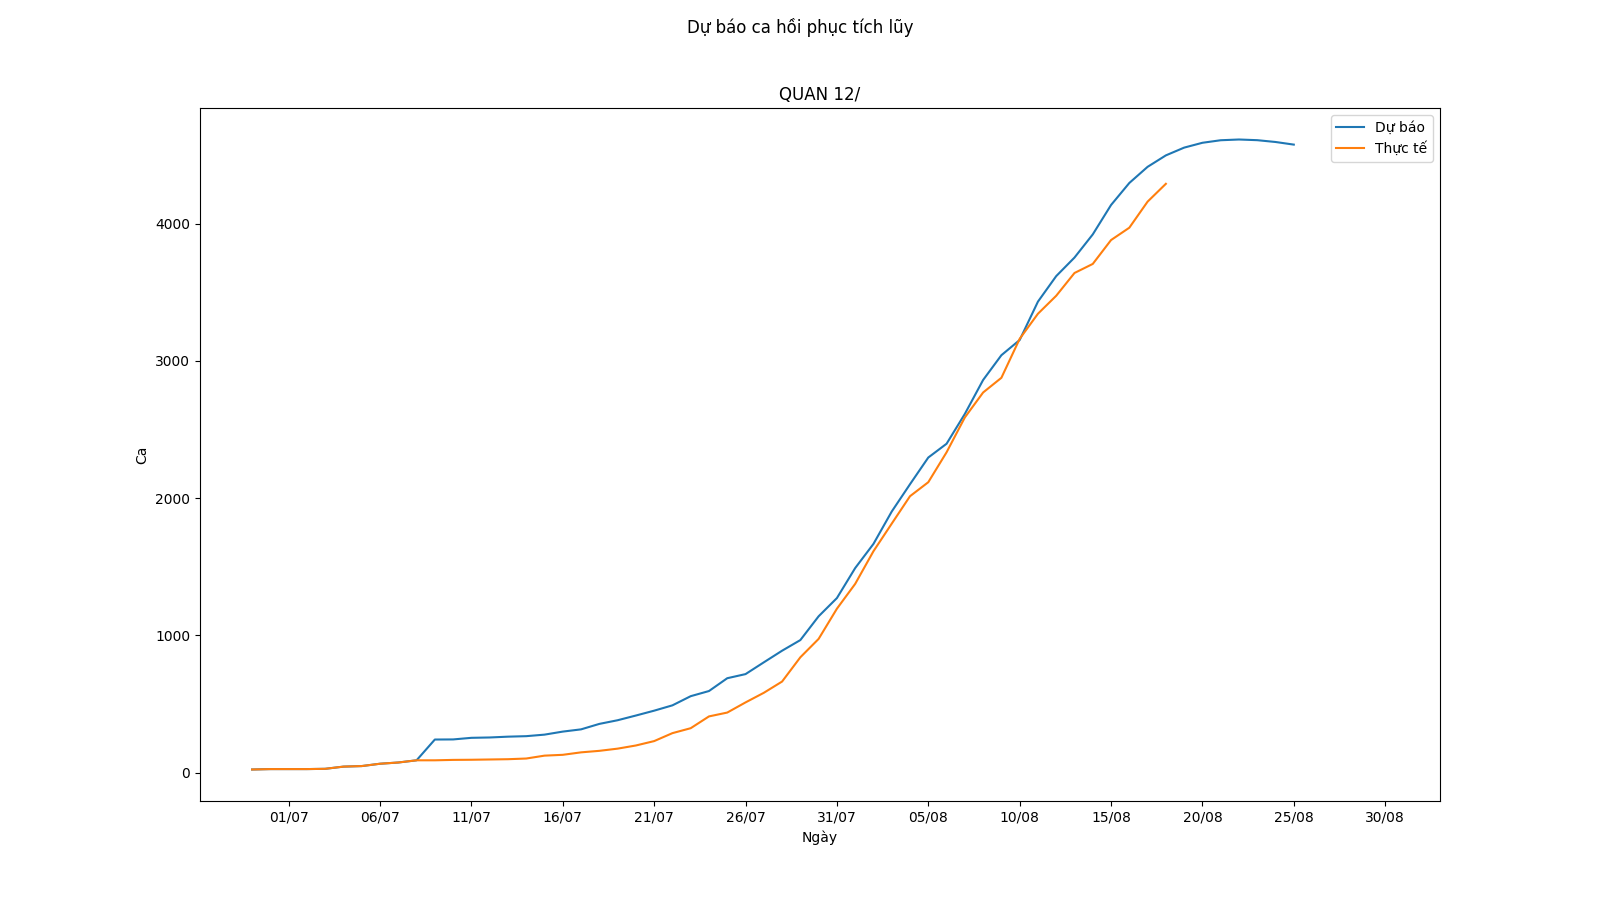 Dự báo ca hồi phục tích lũy
QUAN 12/
Dự báo
Thực tế
4000
3000
2000
1000
0
Ca
01/07 06/07 11/07 16/07 21/07 26/07 31/07 05/08 10/08 15/08 20/08 25/08 30/08
Ngày